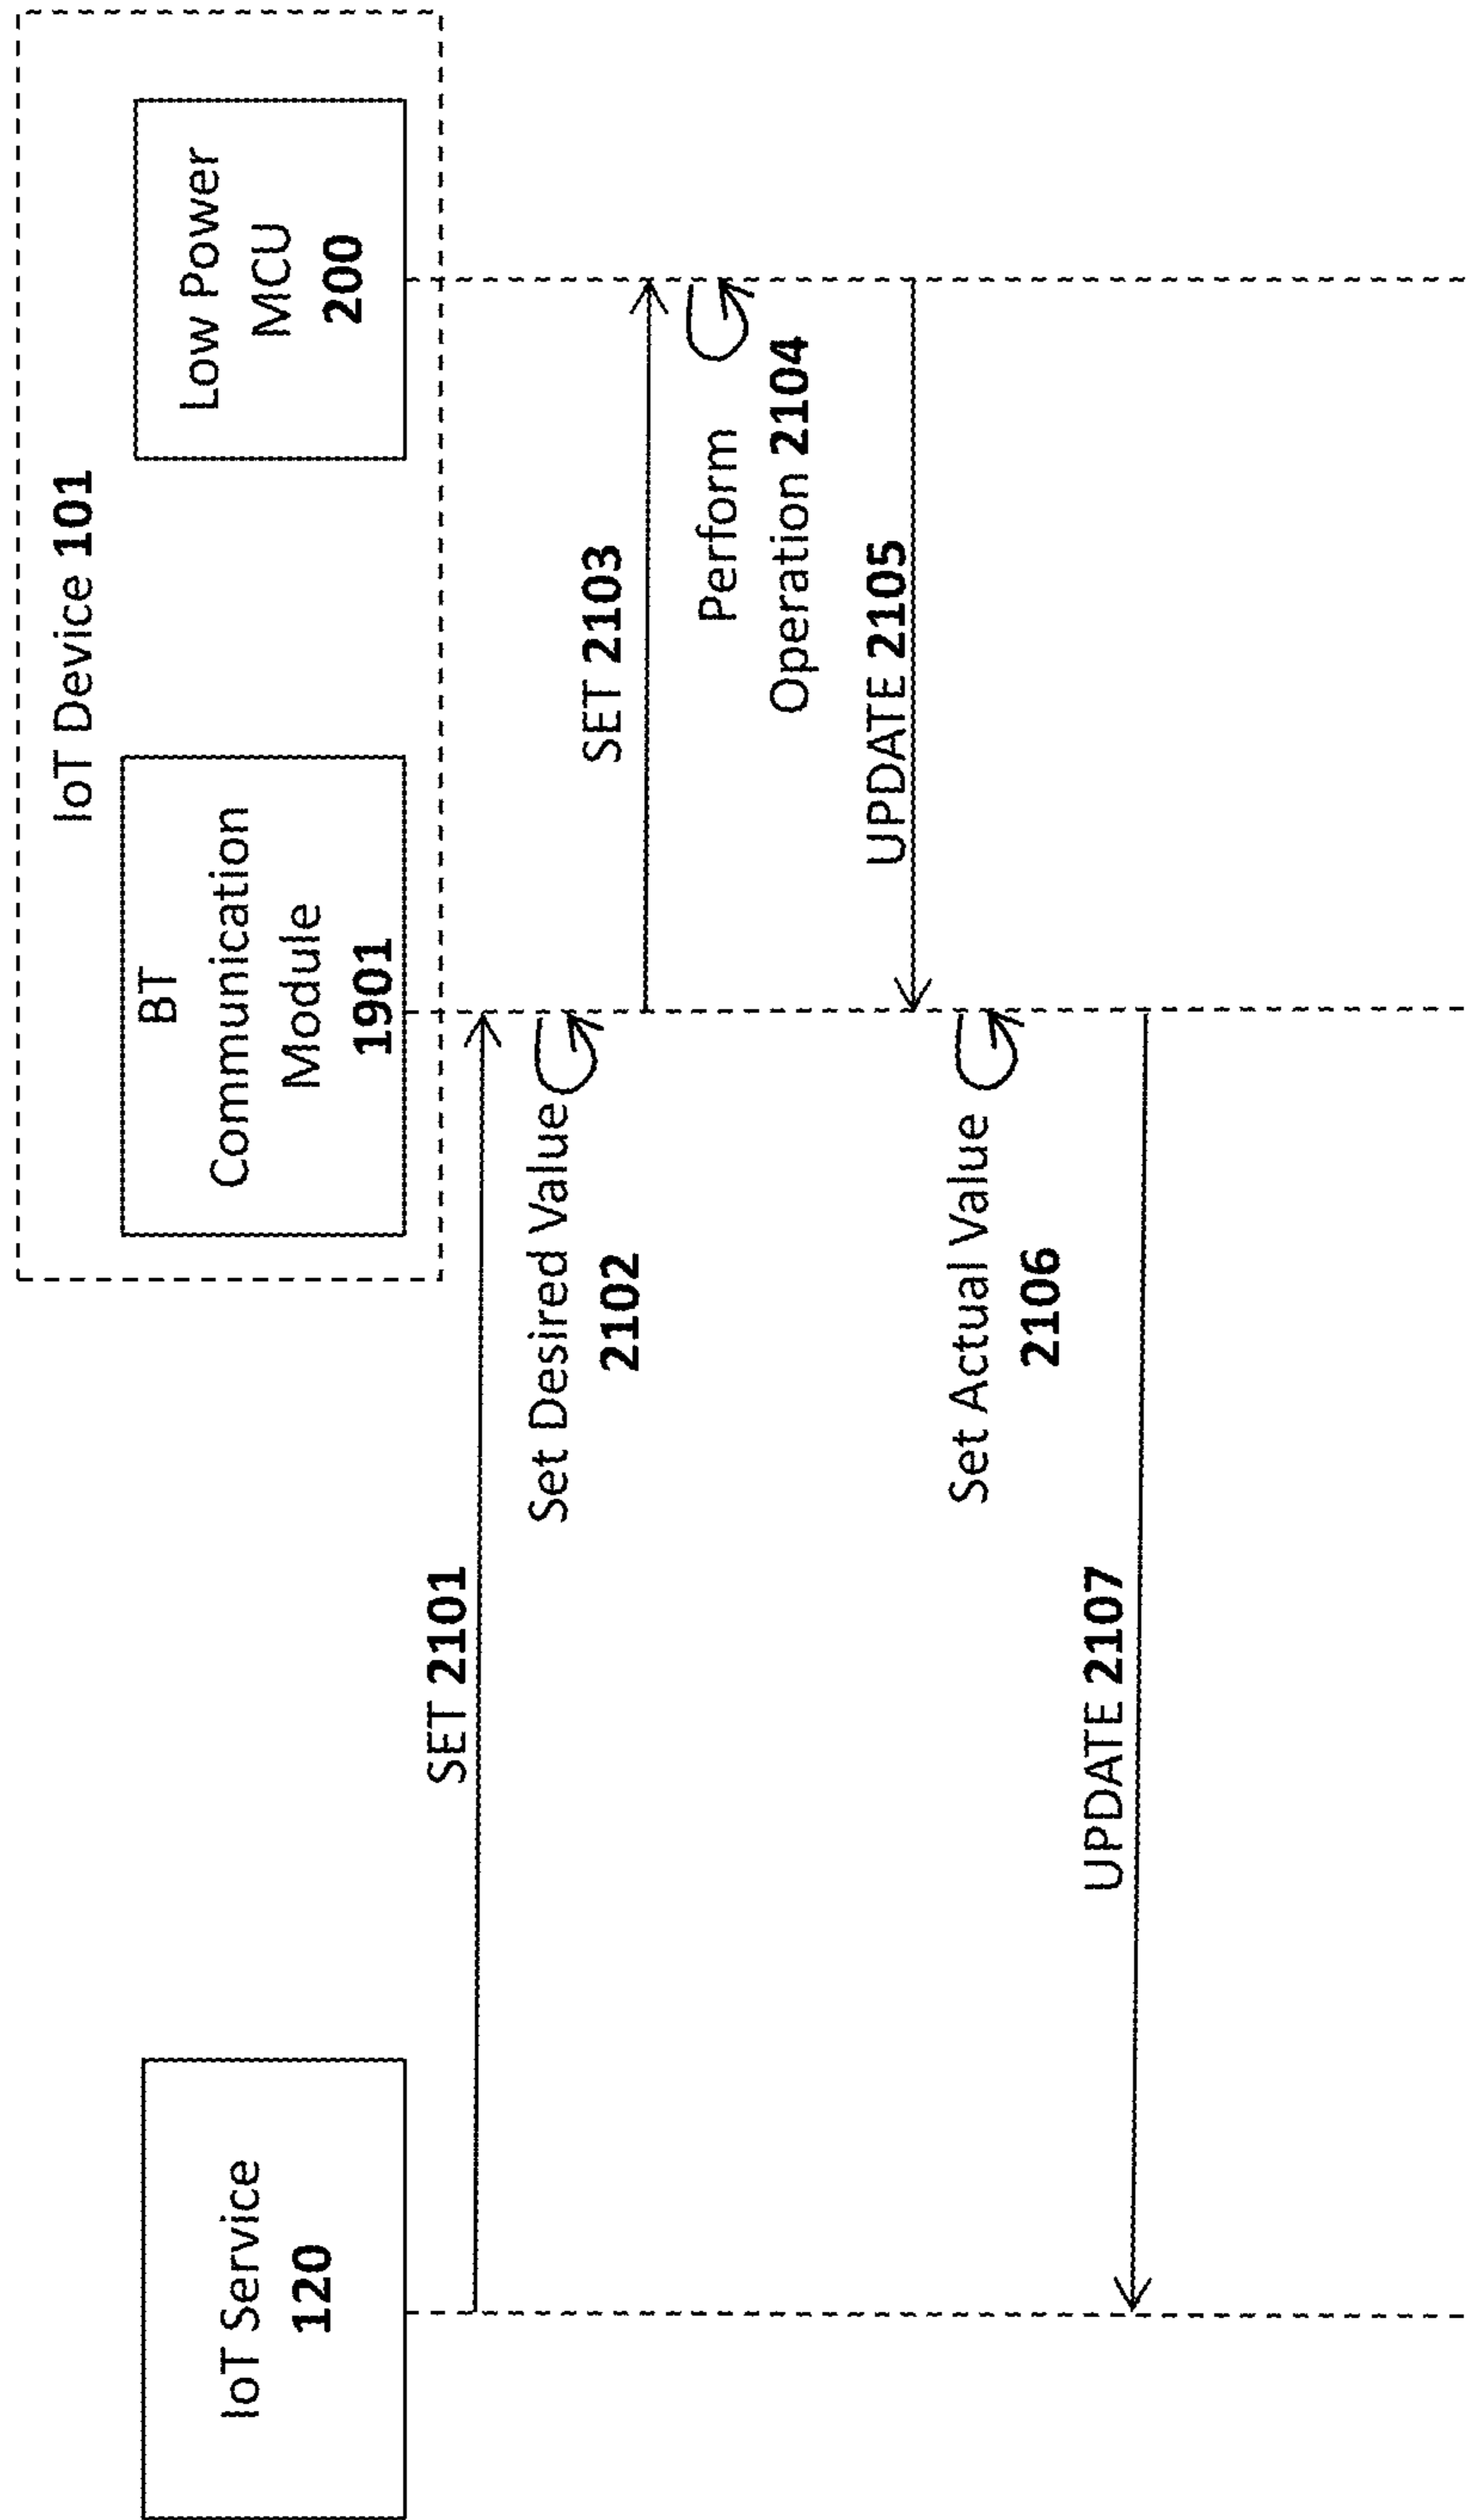 IoT Device 101
IoT Service
120
BT
Communication
Module
1901
Low Power
MCU
200
SET 2101
Set Desired Value
2102
SET 2103
Perform
Operation 2104
UPDATE 2105
Set Actual Value
2106
UPDATE 2107